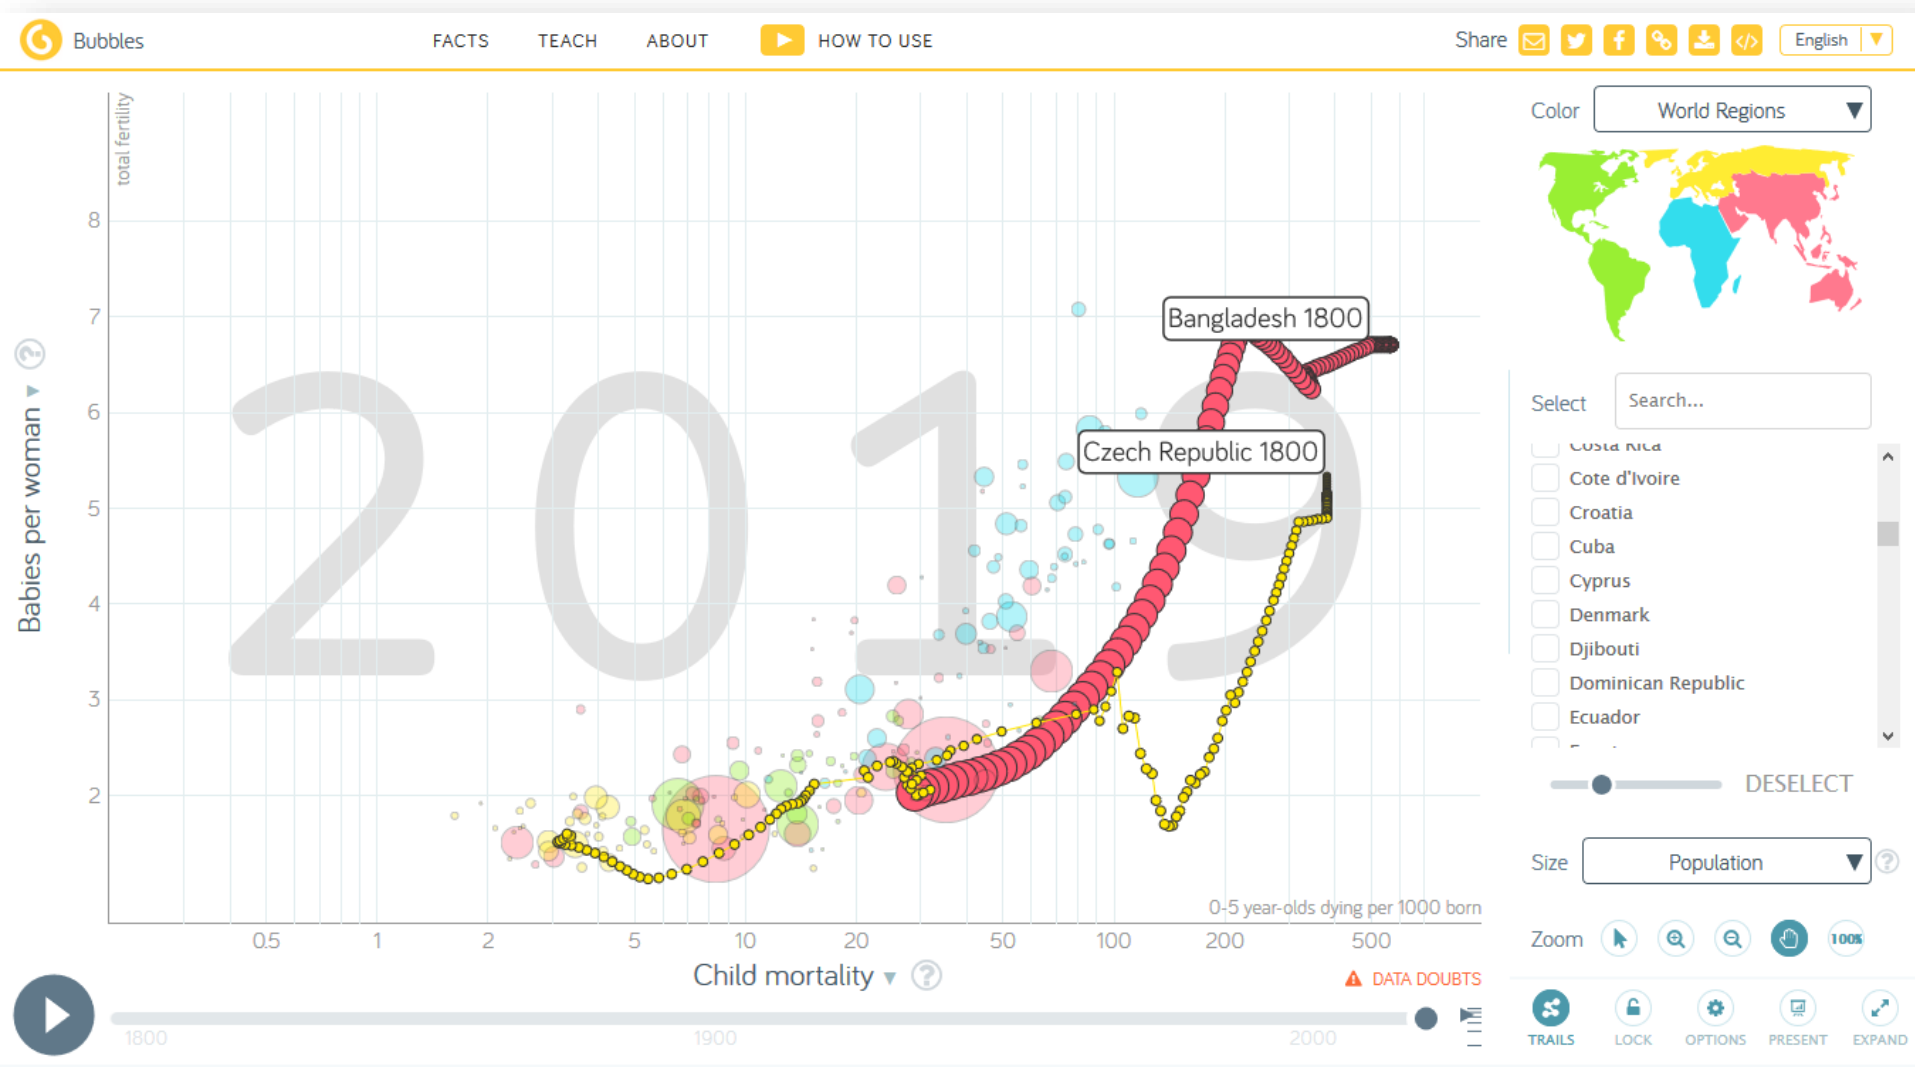 Bubbles
FACTS
TEACH
ABOUT
HOW TO USE
Share
English
total fertility
8
7
6
5
4
3
2
Babies per woman
2019
Bangladesh 1800
Czech Republic 1800
0-5 year-olds dying per 1000 born
0.5
1
2
5
10
20
50
100
200
500
Child mortality
?
DATA DOUBTS
1800
1900
2000
Color
World Regions
Select
Search...
Costa Rica
Cote d'Ivoire
Croatia
Cuba
Cyprus
Denmark
Djibouti
Dominican Republic
Ecuador
DESELECT
Size
Population
?
Zoom
100%
TRAILS
LOCK
OPTIONS
PRESENT
EXPAND